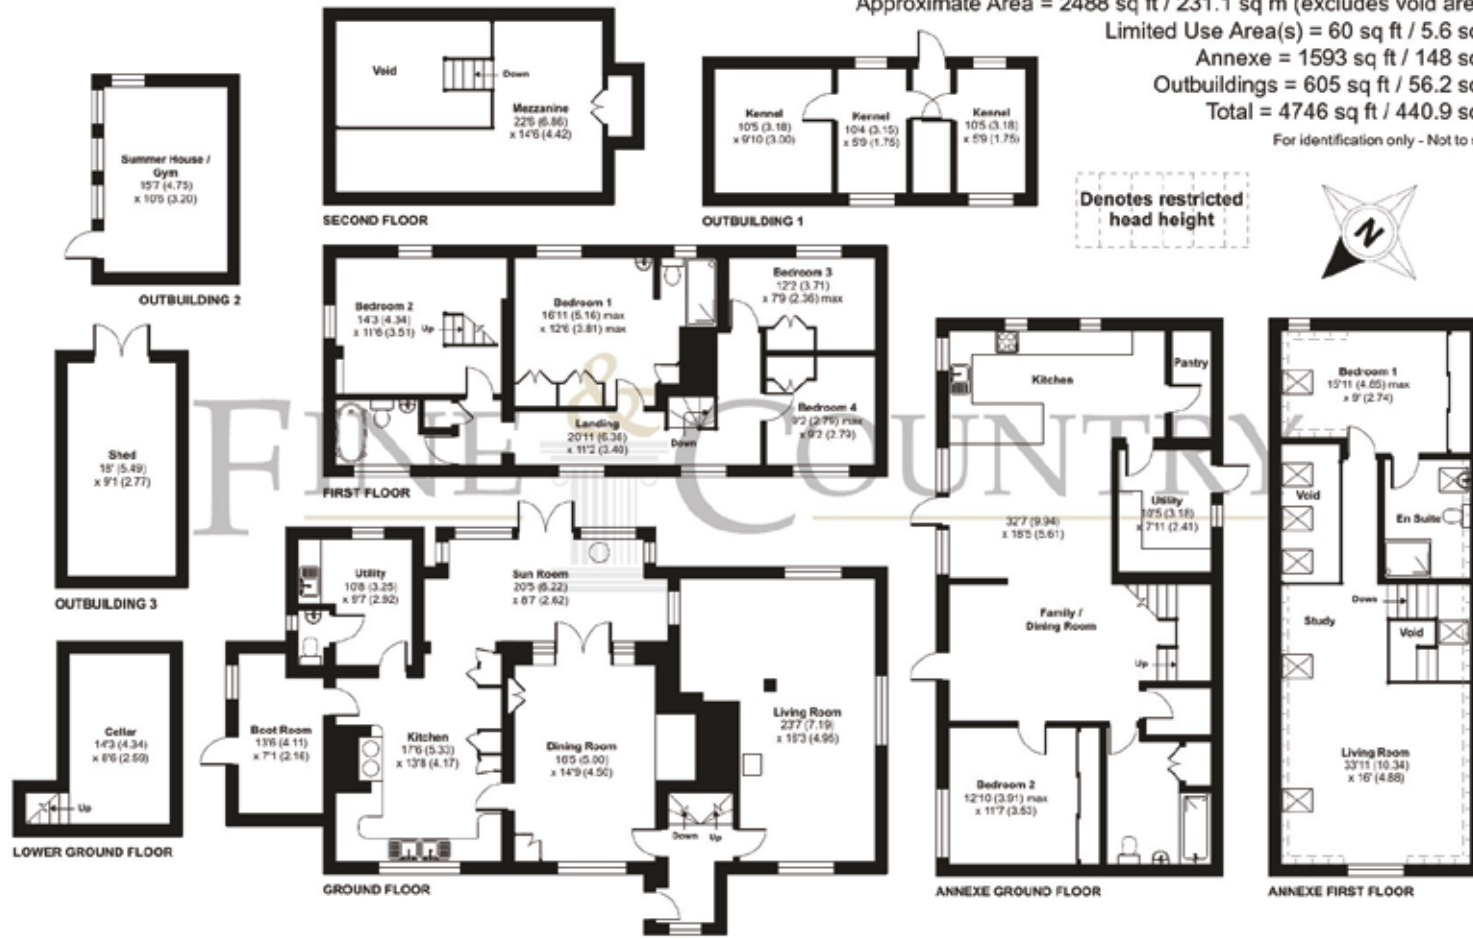 Approximate Area = 2488 sq ft / 231.1 sq m (excludes void are
Limited Use Area(s) = 60 sq ft / 5.6 s
Annexe = 1593 sq ft / 148 s
Outbuildings = 605 sq ft / 56.2 s
Total = 4746 sq ft / 440.9 s
For identification only - Not to
Denotes restricted
head height
N
Summer House /
Gym
15'7 (4.75)
x 10'6 (3.20)
OUTBUILDING 2
Void
Down
Mezzanine
22'6 (6.86)
x 14'6 (4.42)
SECOND FLOOR
Kennel
10'5 (3.18)
x 9'10 (3.00)
Kennel
10'4 (3.15)
x 5'9 (1.75)
Kennel
10'5 (3.18)
x 5'9 (1.75)
OUTBUILDING 1
Shed
18' (5.49)
x 9'1 (2.77)
OUTBUILDING 3
Bedroom 2
14'3 (4.34)
x 11'6 (3.51)
Up
Bedroom 1
16'11 (5.16) max
x 12'6 (3.81) max
Bedroom 3
12'2 (3.71)
x 7'9 (2.36) max
Bedroom 4
9'2 (2.79) max
x 9'2 (2.79)
Landing
20'11 (6.38)
x 11'2 (3.40)
Down
FIRST FLOOR
FINE & COUNTRY
Cellar
14'3 (4.34)
x 8'6 (2.59)
Up
LOWER GROUND FLOOR
Utility
10'8 (3.25)
x 9'7 (2.92)
Sun Room
20'5 (6.22)
x 8'7 (2.62)
Boot Room
13'6 (4.11)
x 7'1 (2.16)
Kitchen
17'6 (5.33)
x 13'8 (4.17)
Dining Room
16'5 (5.00)
x 14'9 (4.50)
Living Room
23'7 (7.19)
x 16'3 (4.95)
Down
Up
GROUND FLOOR
Kitchen
Pantry
Utility
10'5 (3.18)
x 7'11 (2.41)
32'7 (9.94)
x 18'5 (5.61)
Family /
Dining Room
Up
Bedroom 2
12'10 (3.91) max
x 11'7 (3.53)
ANNEXE GROUND FLOOR
Bedroom 1
15'11 (4.85) max
x 9' (2.74)
Void
En Suite
Down
Study
Void
Living Room
33'11 (10.34)
x 16' (4.88)
ANNEXE FIRST FLOOR